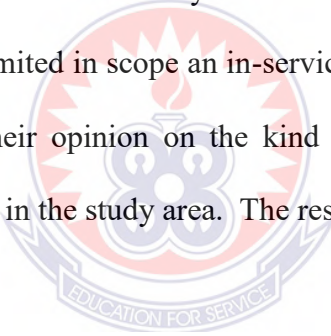 mited in scope an in-servic
heir opinion on the kind
in the study area. The res
EDUCATION FOR SERVICE